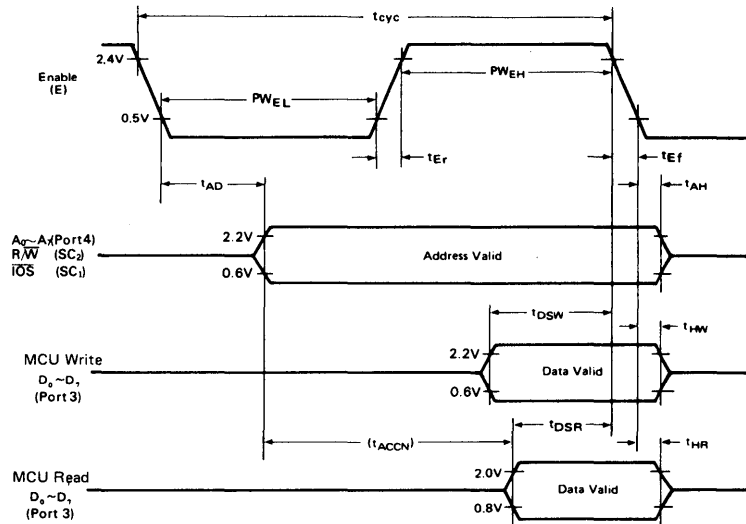 tcyc
Enable
(E)
2.4V
0.5V
PWEL
PWEH
tEr
tEf
tAD
tAH
A₀~A₇(Port4)
R/W̅ (SC₂)
I̅O̅S̅ (SC₁)
2.2V
0.6V
Address Valid
tDSW
tHW
MCU Write
D₀~D₇
(Port 3)
2.2V
0.6V
Data Valid
tDSR
(tACCN)
tHR
MCU Read
D₀~D₇
(Port 3)
2.0V
0.8V
Data Valid